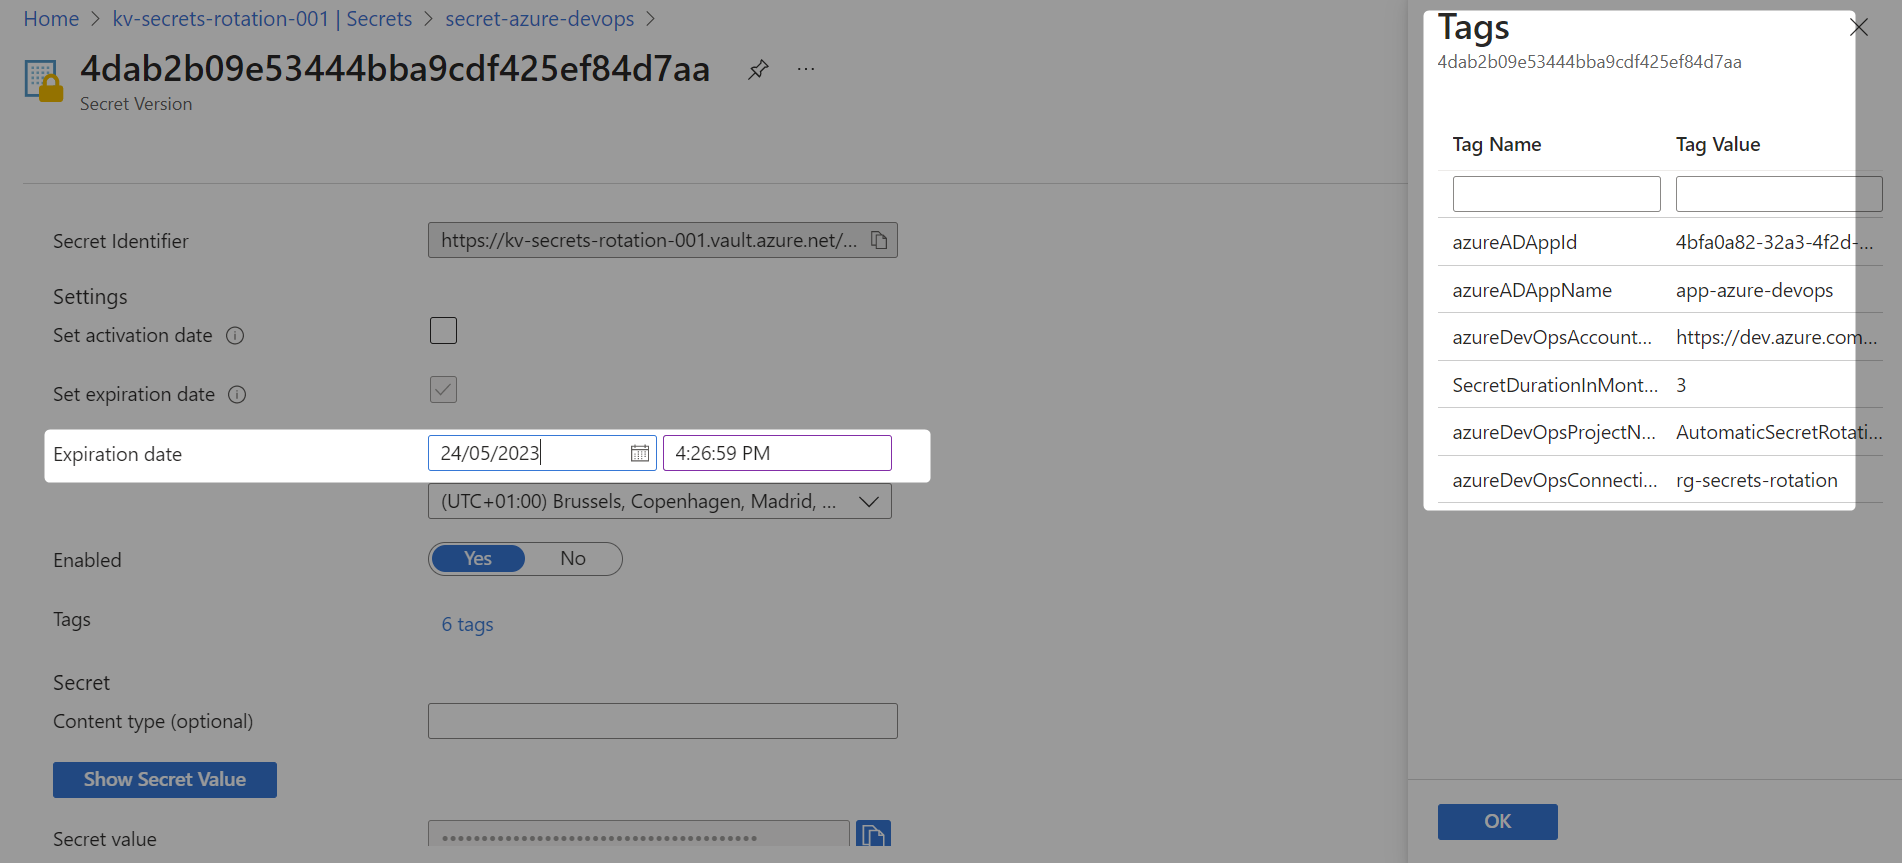 Home > kv-secrets-rotation-001 | Secrets > secret-azure-devops >
4dab2b09e53444bba9cdf425ef84d7aa
...
Secret Version
Secret Identifier
https://kv-secrets-rotation-001.vault.azure.net/...
Settings
Set activation date
Set expiration date
Expiration date
24/05/2023
4:26:59 PM
(UTC+01:00) Brussels, Copenhagen, Madrid, ...
Enabled
Yes
No
Tags
6 tags
Secret
Content type (optional)
Show Secret Value
Secret value
Tags
4dab2b09e53444bba9cdf425ef84d7aa
Tag Name Tag Value
azureADAppId 4bfa0a82-32a3-4f2d-...
azureADAppName app-azure-devops
azureDevOpsAccount... https://dev.azure.com...
SecretDurationInMont... 3
azureDevOpsProjectN... AutomaticSecretRotati...
azureDevOpsConnecti... rg-secrets-rotation
OK